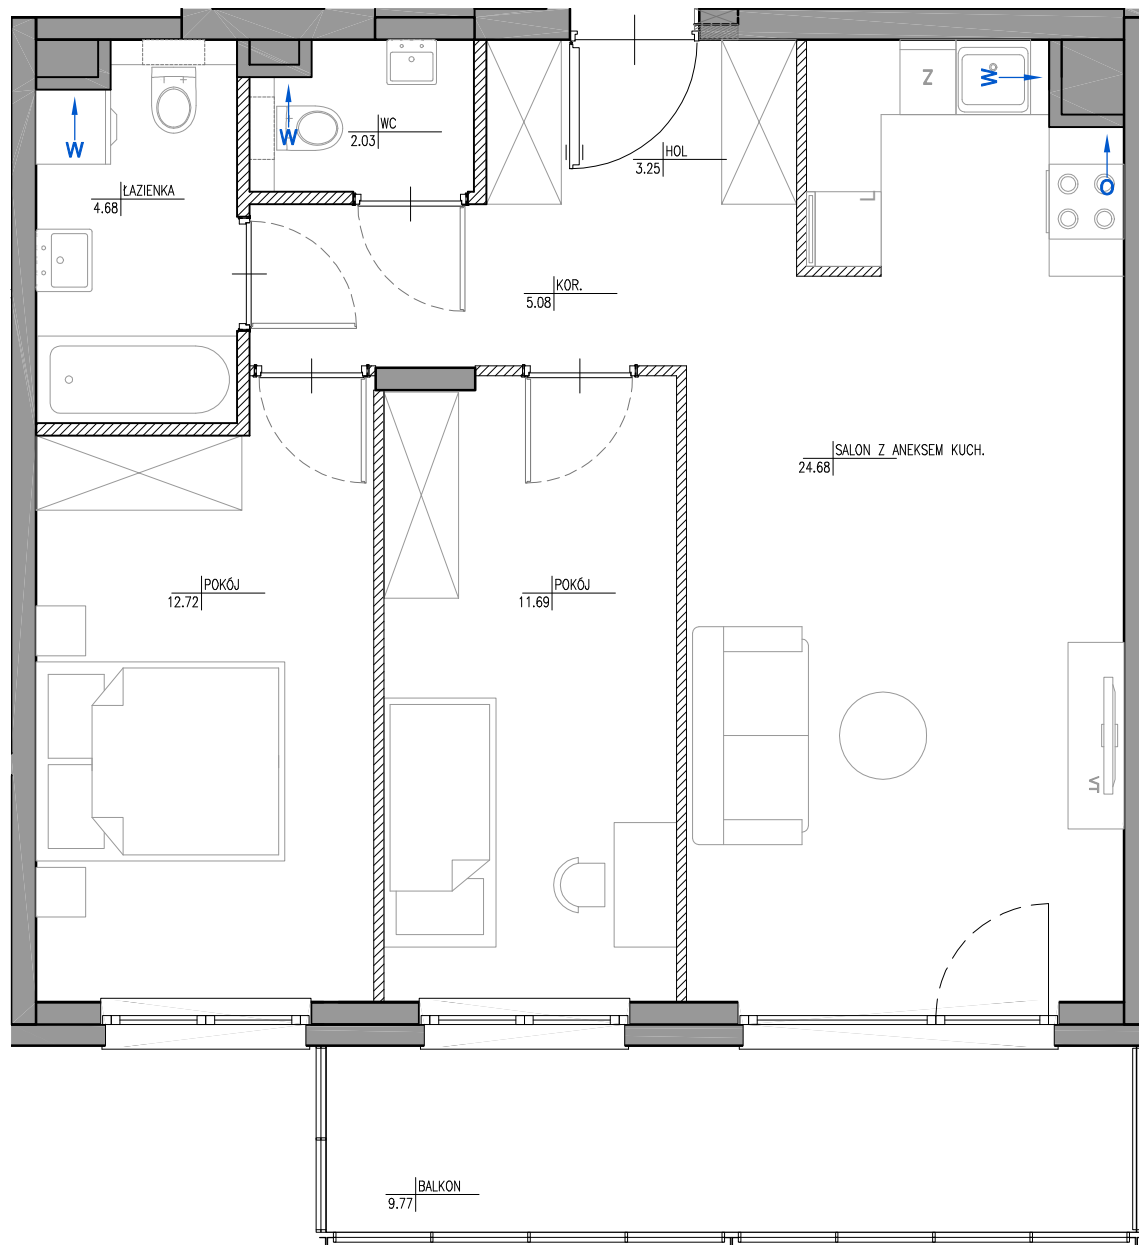 Z
W
W
W
WC
2.03
HOL
3.25
O
ŁAZIENKA
4.68
L
KOR.
5.08
SALON Z ANEKSEM KUCH.
24.68
POKÓJ
12.72
POKÓJ
11.69
VT
BALKON
9.77